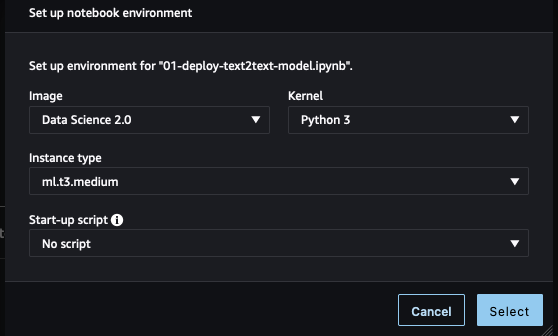 Set up notebook environment
Set up environment for "01-deploy-text2text-model.ipynb".
Image
Kernel
Data Science 2.0
Python 3
Instance type
ml.t3.medium
Start-up script
No script
Cancel
Select